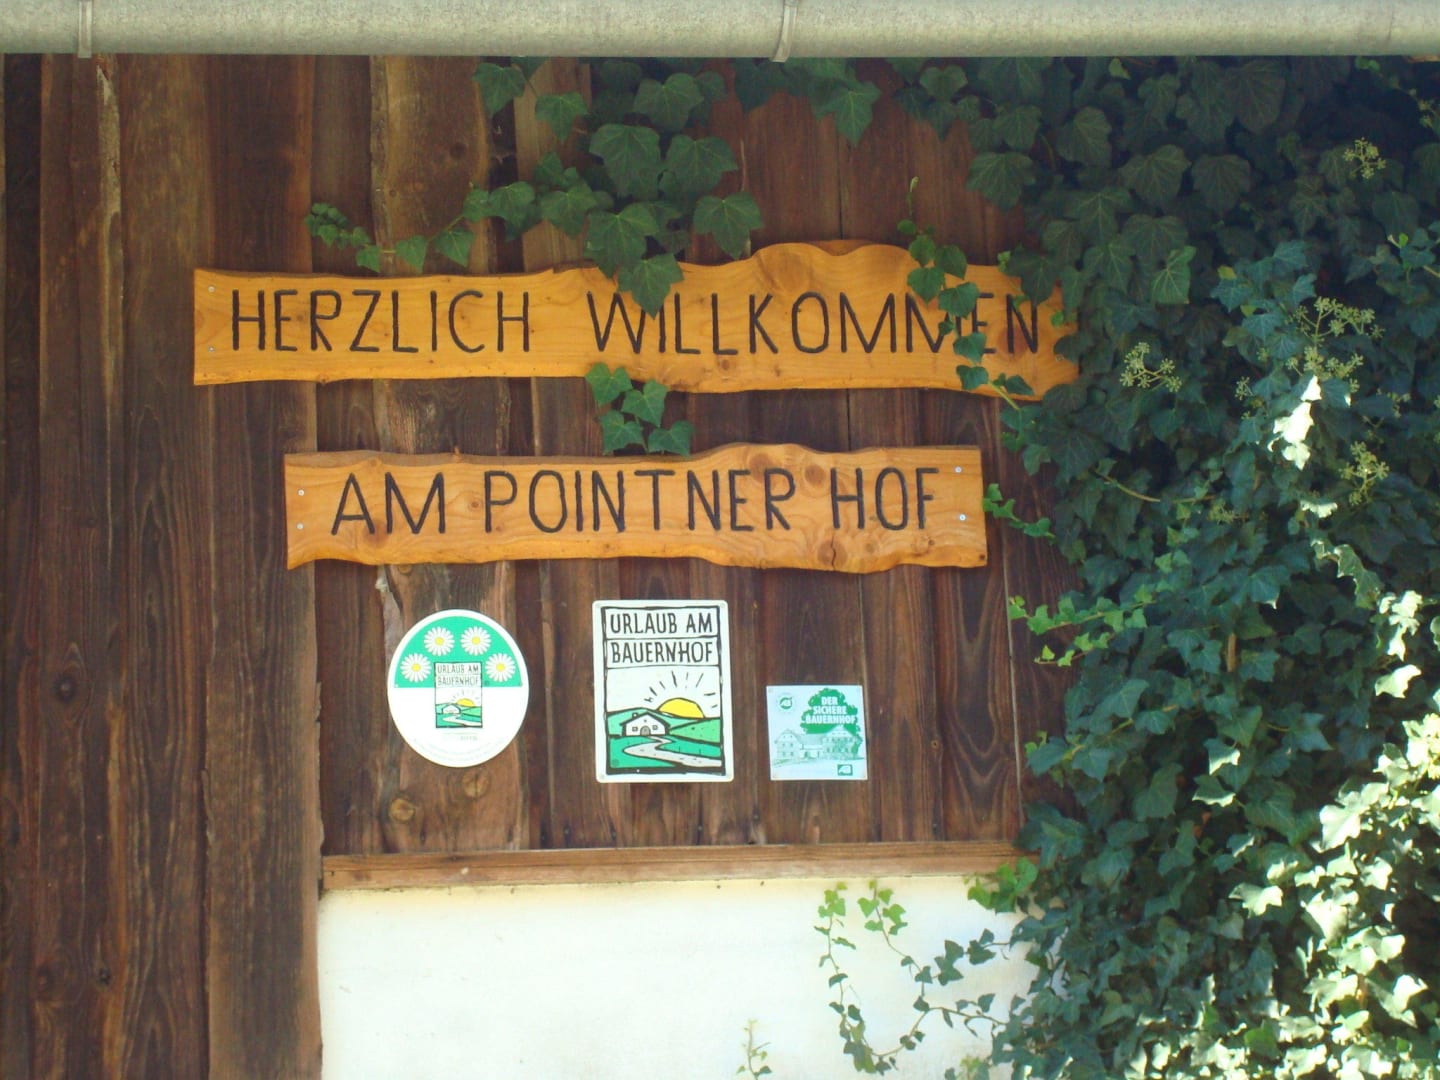 HERZLICH WILLKOMMEN
AM POINTNER HOF
URLAUB AM
BAUERNHOF
URLAUB AM
BAUERNHOF
DER
SICHERE
BAUERNHOF